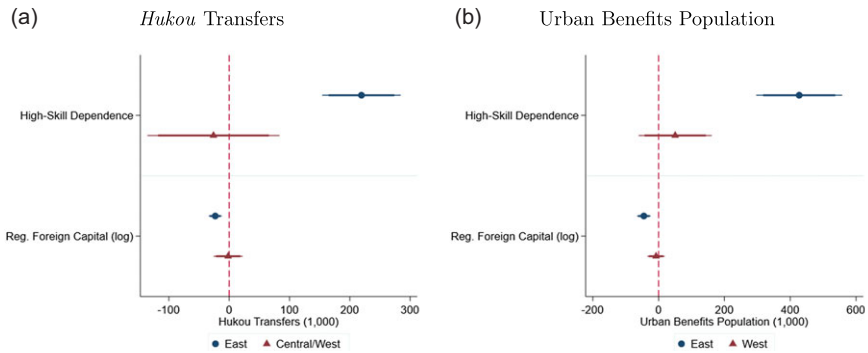 (a) Hukou Transfers
High-Skill Dependence
Reg. Foreign Capital (log)
-100 0 100 200 300
Hukou Transfers (1,000)
East Central/West
(b) Urban Benefits Population
High-Skill Dependence
Reg. Foreign Capital (log)
-200 0 200 400 600
Urban Benefits Population (1,000)
East West